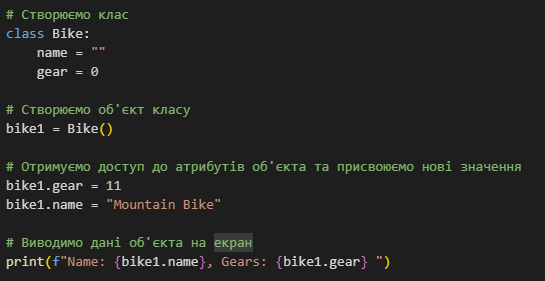 # Створюємо клас
class Bike:
    name = ""
    gear = 0
# Створюємо об'єкт класу
bike1 = Bike()
# Отримуємо доступ до атрибутів об'єкта та присвоюємо нові значення
bike1.gear = 11
bike1.name = "Mountain Bike"
# Виводимо дані об'єкта на екран
print(f"Name: {bike1.name}, Gears: {bike1.gear} ")